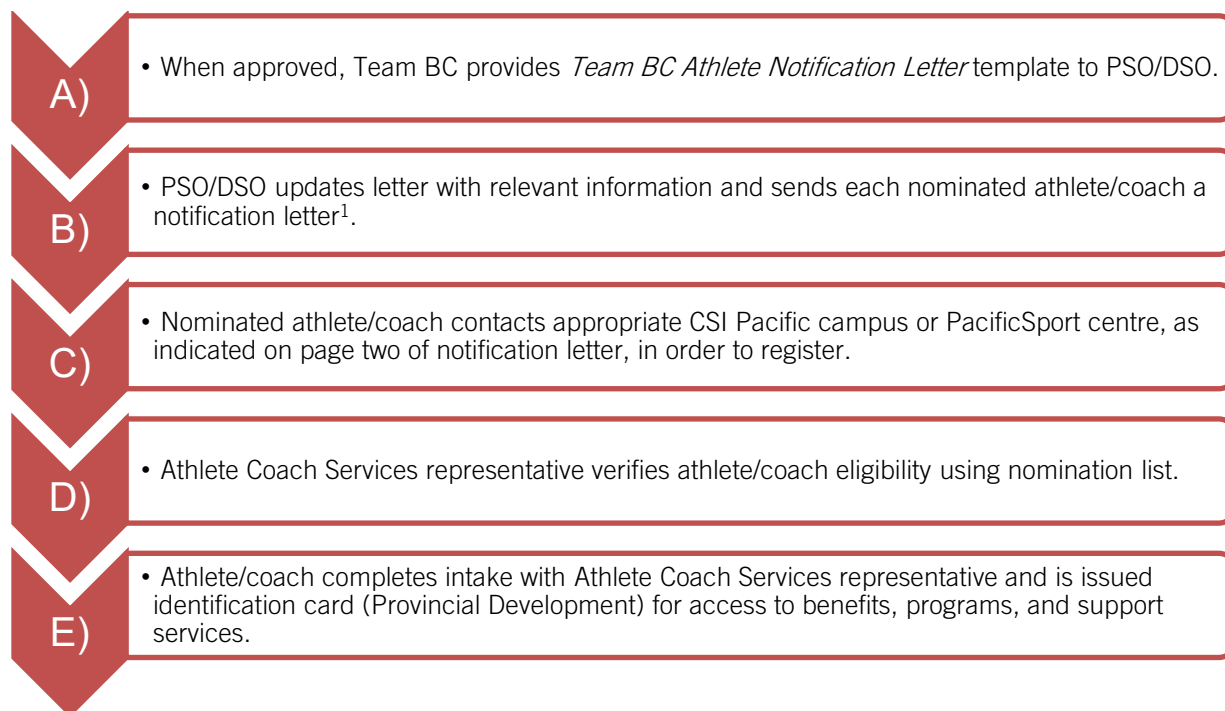 A)
• When approved, Team BC provides Team BC Athlete Notification Letter template to PSO/DSO.
B)
• PSO/DSO updates letter with relevant information and sends each nominated athlete/coach a
notification letter1.
C)
• Nominated athlete/coach contacts appropriate CSI Pacific campus or PacificSport centre, as
indicated on page two of notification letter, in order to register.
D)
• Athlete Coach Services representative verifies athlete/coach eligibility using nomination list.
E)
• Athlete/coach completes intake with Athlete Coach Services representative and is issued
identification card (Provincial Development) for access to benefits, programs, and support
services.